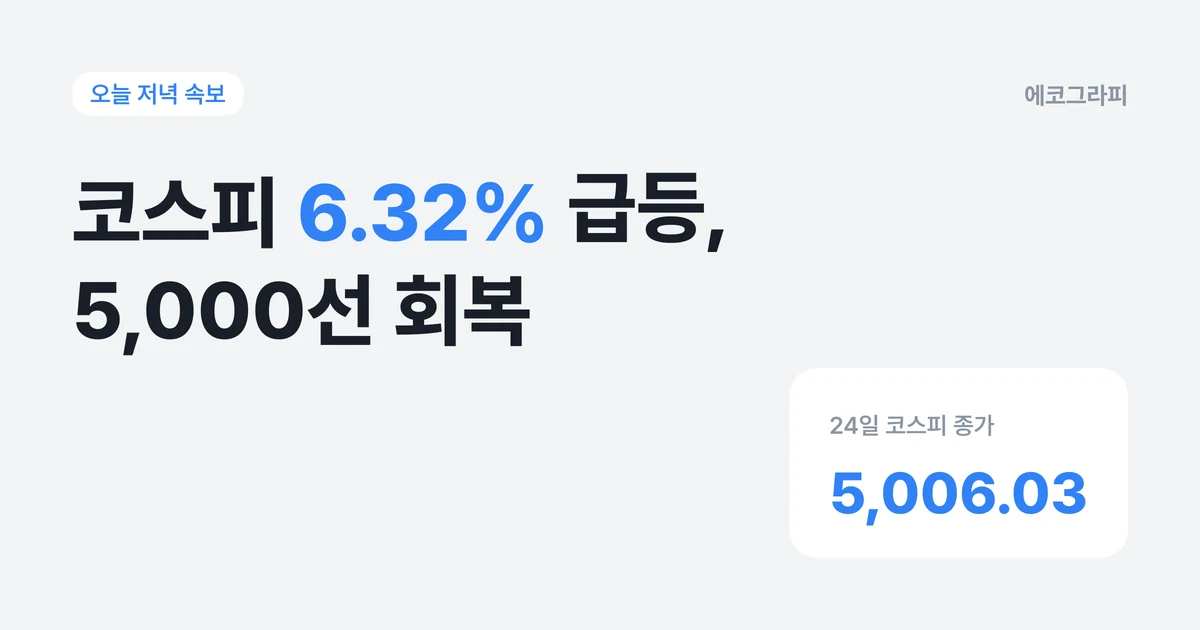 오늘 저녁 속보
에코그라피
코스피 6.32% 급등,
5,000선 회복
24일 코스피 종가
5,006.03